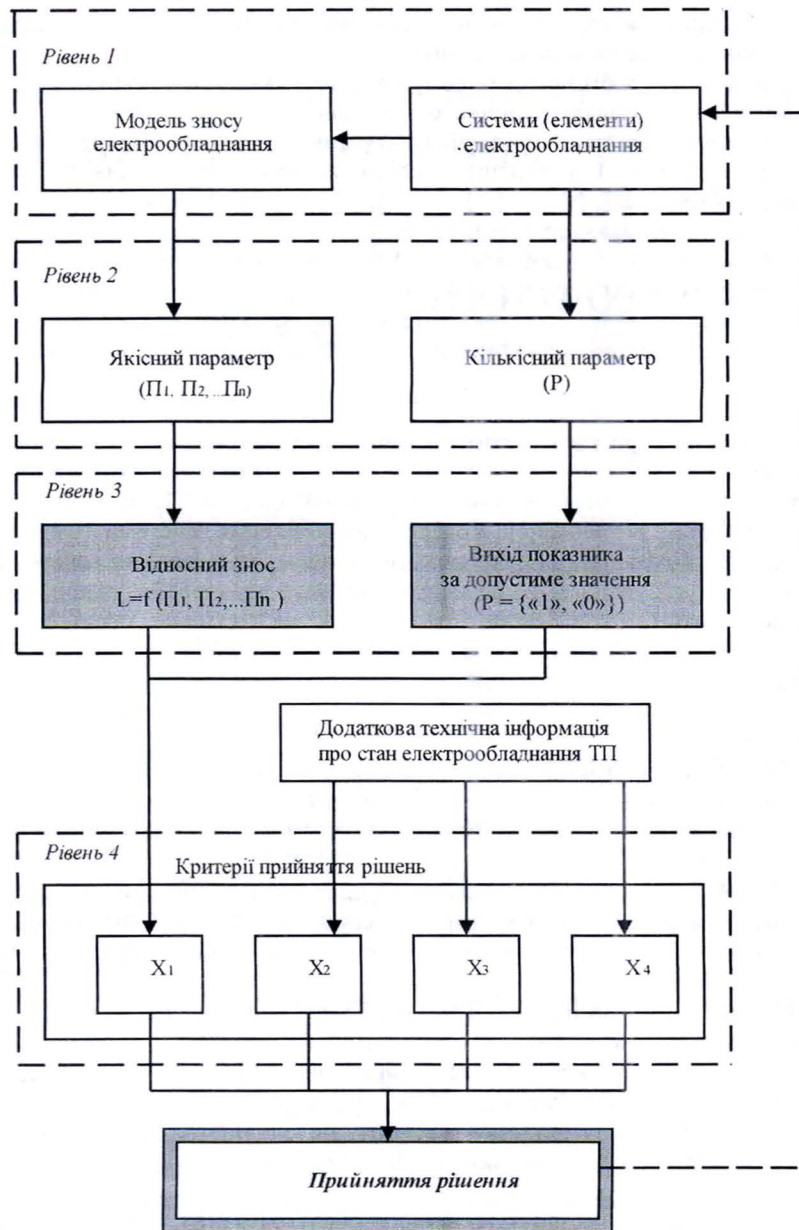 Рівень 1
Модель зносу
електрообладнання
Системи (елементи)
електрообладнання
Рівень 2
Якісний параметр
(П1, П2, ...Пn)
Кількісний параметр
(Р)
Рівень 3
Відносний знос
L=f (П1, П2,...Пn )
Вихід показника
за допустиме значення
(Р = {«1», «0»})
Додаткова технічна інформація
про стан електрообладнання ТП
Рівень 4
Критерії прийняття рішень
X1
X2
X3
X4
Прийняття рішення